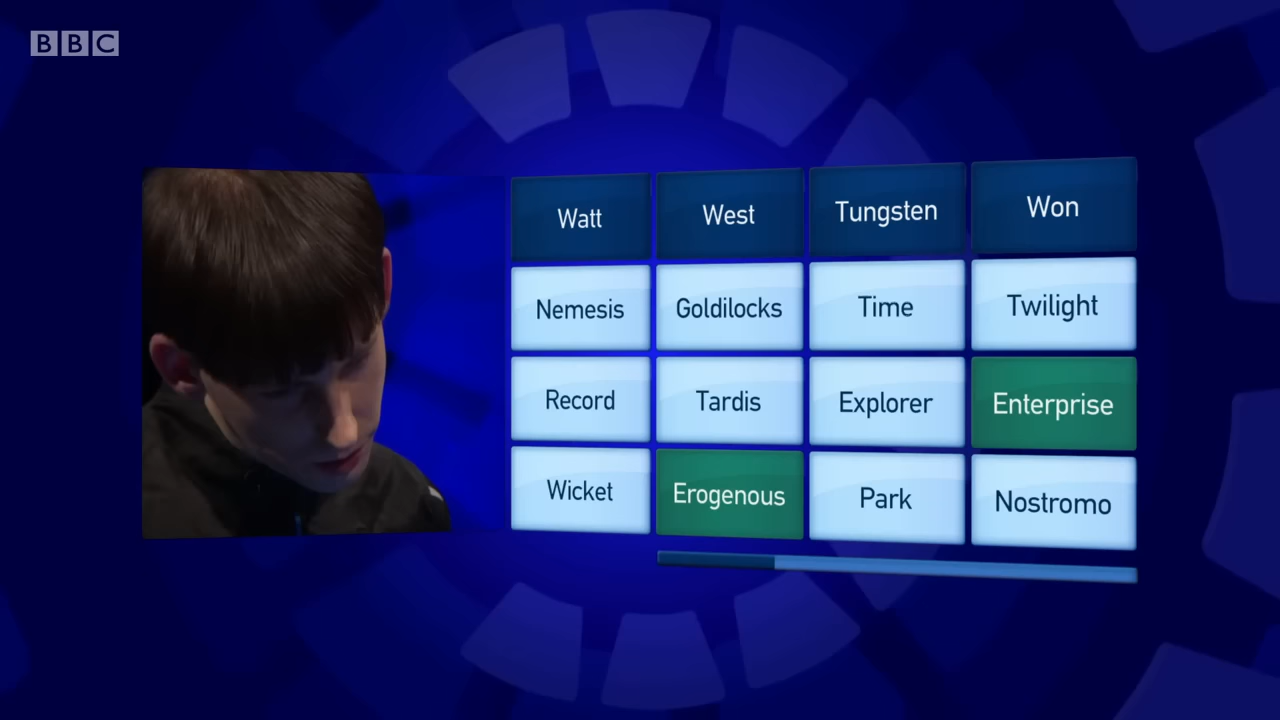 BBC
Watt
West
Tungsten
Won
Nemesis
Goldilocks
Time
Twilight
Record
Tardis
Explorer
Enterprise
Wicket
Erogenous
Park
Nostromo